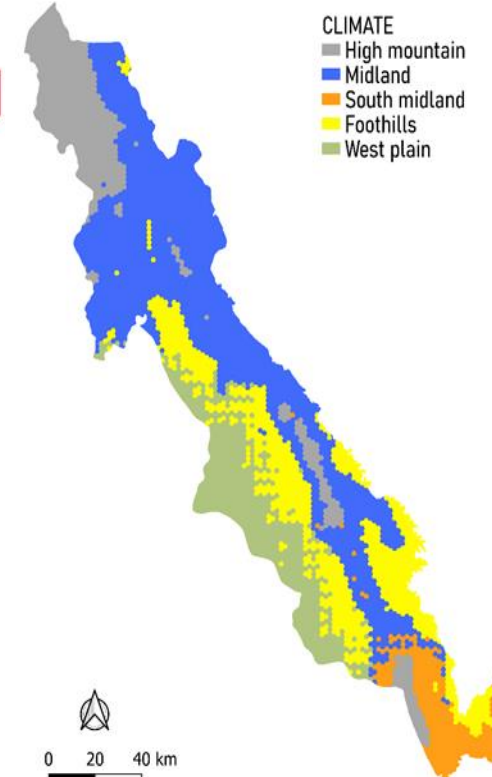 CLIMATE
High mountain
Midland
South midland
Foothills
West plain
0 20 40 km